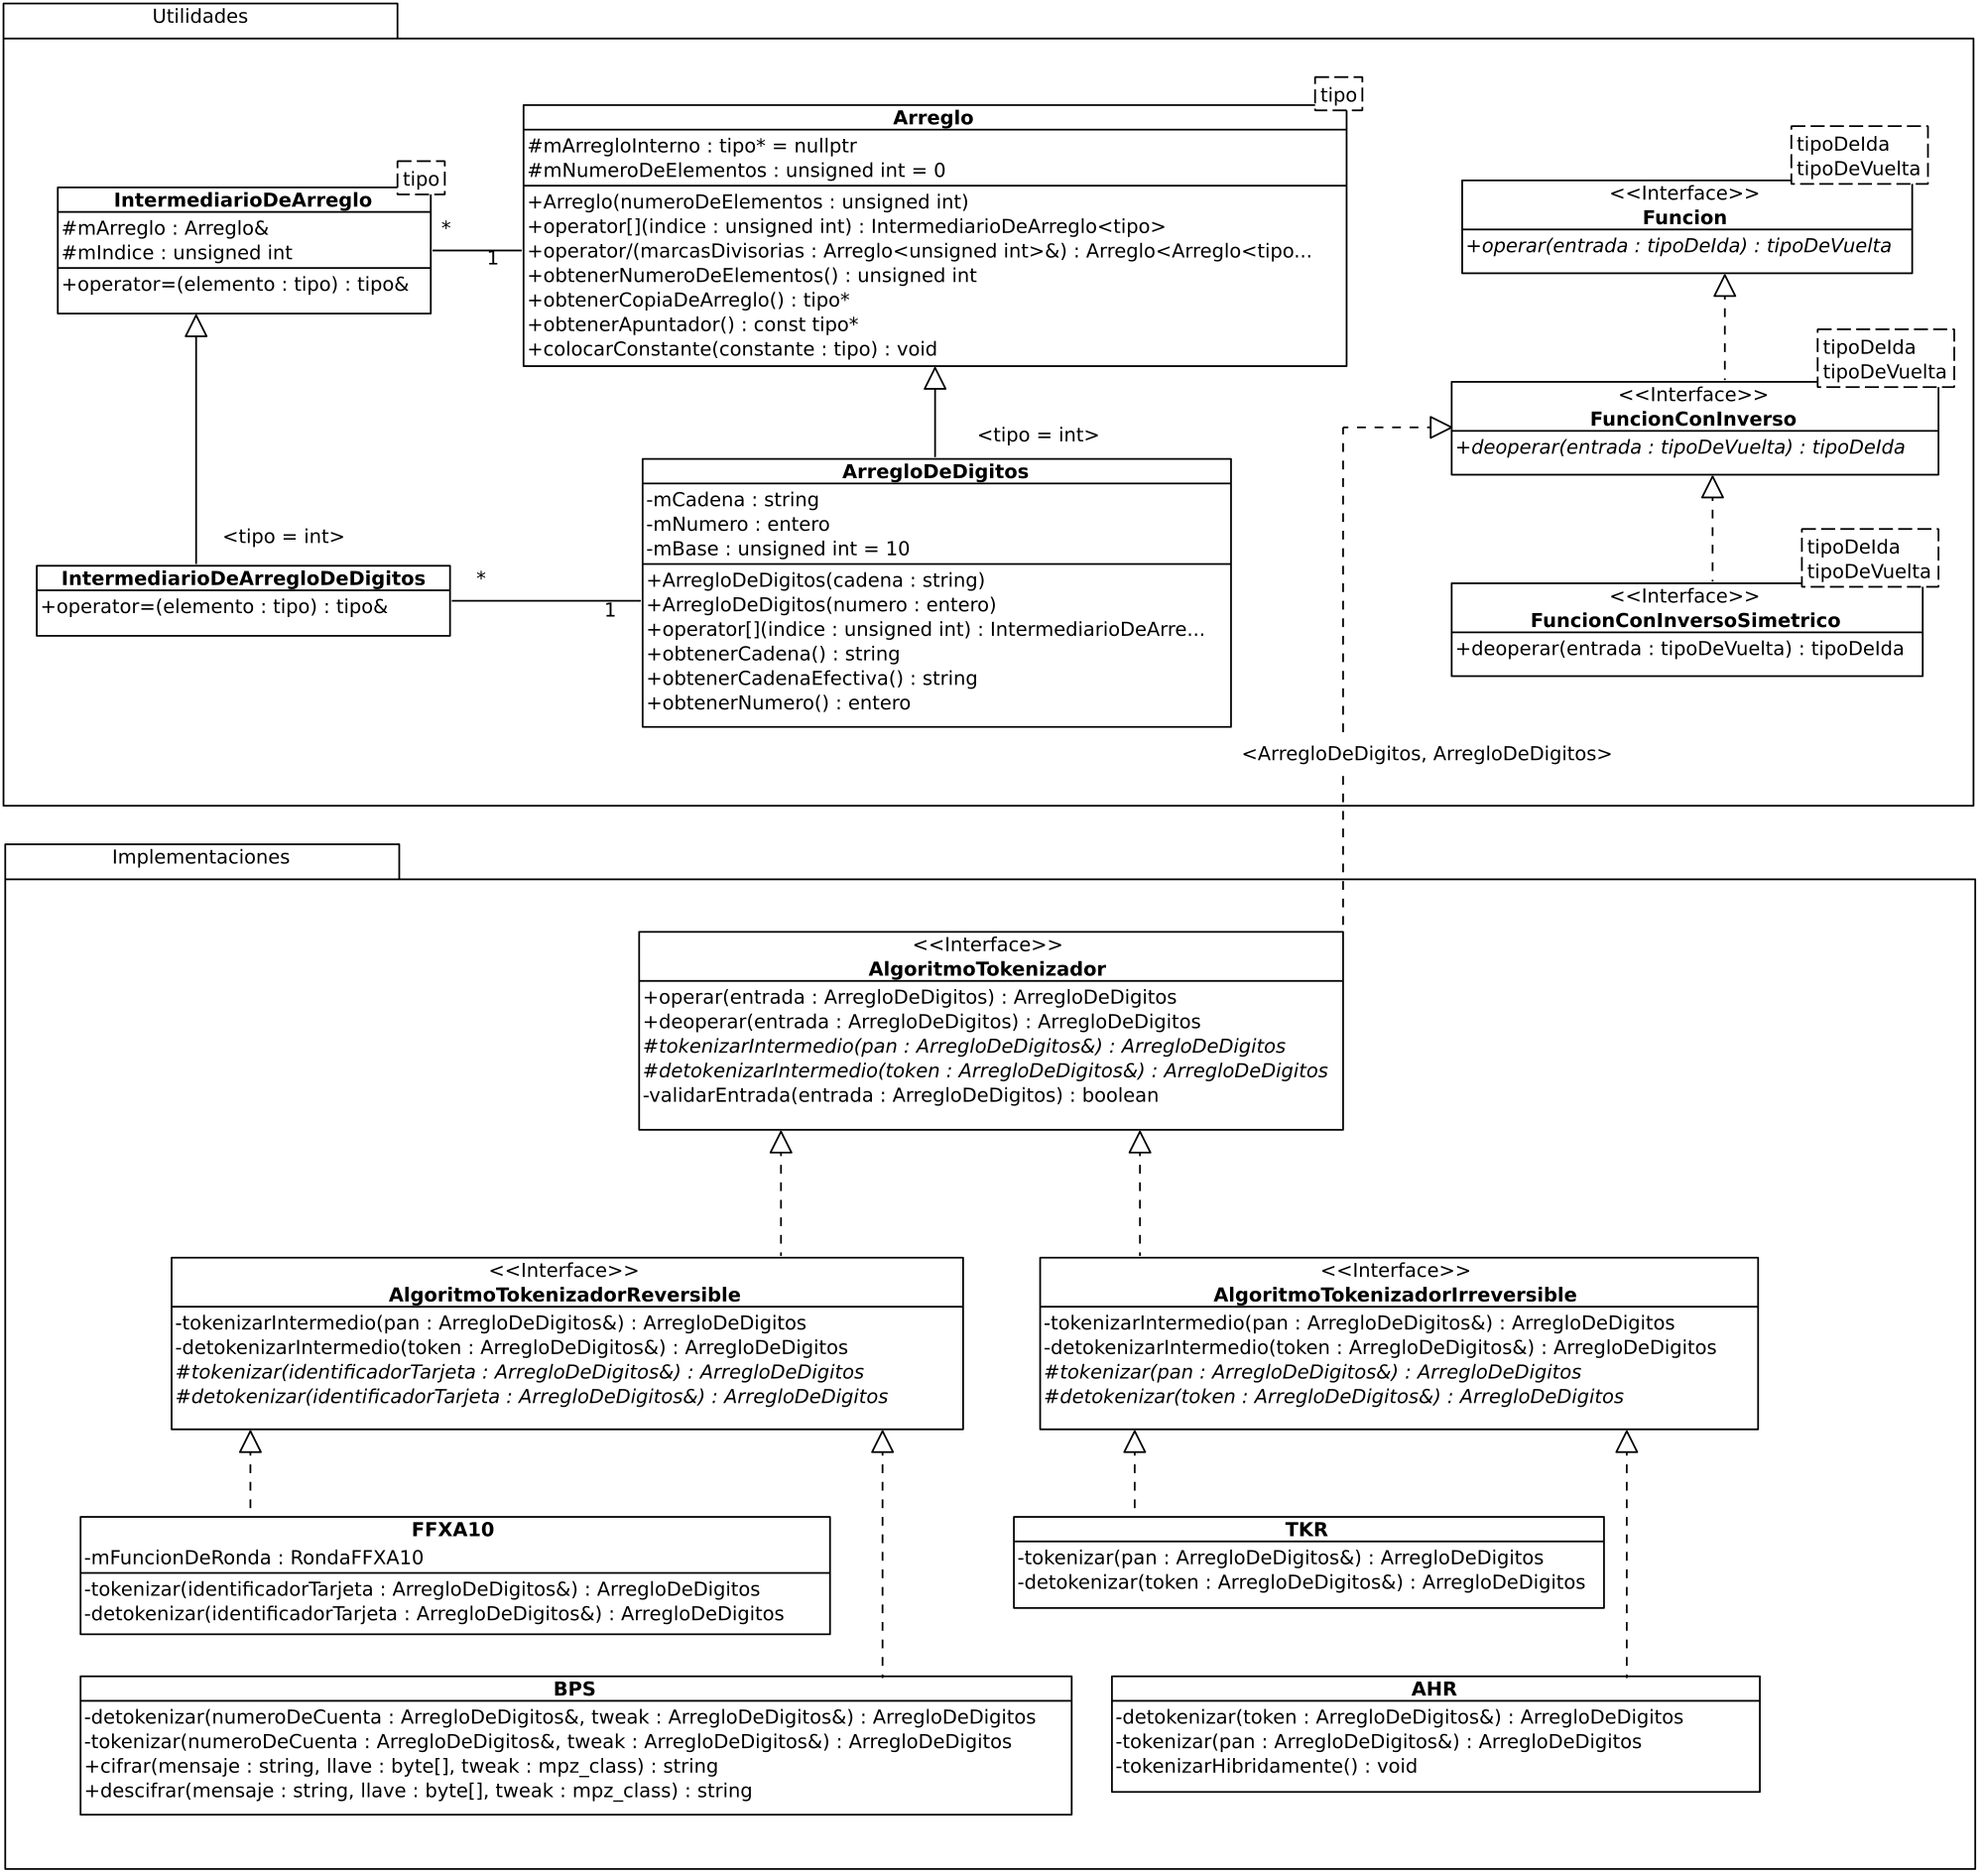 Utilidades
tipo
Arreglo
#mArregloInterno : tipo* = nullptr
#mNumeroDeElementos : unsigned int = 0
+Arreglo(numeroDeElementos : unsigned int)
+operator[](indice : unsigned int) : IntermediarioDeArreglo<tipo>
+operator/(marcasDivisorias : Arreglo<unsigned int>&) : Arreglo<Arreglo<tipo...
+obtenerNumeroDeElementos() : unsigned int
+obtenerCopiaDeArreglo() : tipo*
+obtenerApuntador() : const tipo*
+colocarConstante(constante : tipo) : void
tipo
IntermediarioDeArreglo
#mArreglo : Arreglo&
#mIndice : unsigned int
+operator=(elemento : tipo) : tipo&
*
1
tipoDeIda
tipoDeVuelta
<<Interface>>
Funcion
+operar(entrada : tipoDeIda) : tipoDeVuelta
tipoDeIda
tipoDeVuelta
<<Interface>>
FuncionConInverso
+deoperar(entrada : tipoDeVuelta) : tipoDeIda
tipoDeIda
tipoDeVuelta
<<Interface>>
FuncionConInversoSimetrico
+deoperar(entrada : tipoDeVuelta) : tipoDeIda
<tipo = int>
ArregloDeDigitos
-mCadena : string
-mNumero : entero
-mBase : unsigned int = 10
+ArregloDeDigitos(cadena : string)
+ArregloDeDigitos(numero : entero)
+operator[](indice : unsigned int) : IntermediarioDeArre...
+obtenerCadena() : string
+obtenerCadenaEfectiva() : string
+obtenerNumero() : entero
<tipo = int>
IntermediarioDeArregloDeDigitos
+operator=(elemento : tipo) : tipo&
*
1
<ArregloDeDigitos, ArregloDeDigitos>
Implementaciones
<<Interface>>
AlgoritmoTokenizador
+operar(entrada : ArregloDeDigitos) : ArregloDeDigitos
+deoperar(entrada : ArregloDeDigitos) : ArregloDeDigitos
#tokenizarIntermedio(pan : ArregloDeDigitos&) : ArregloDeDigitos
#detokenizarIntermedio(token : ArregloDeDigitos&) : ArregloDeDigitos
-validarEntrada(entrada : ArregloDeDigitos) : boolean
<<Interface>>
AlgoritmoTokenizadorReversible
-tokenizarIntermedio(pan : ArregloDeDigitos&) : ArregloDeDigitos
-detokenizarIntermedio(token : ArregloDeDigitos&) : ArregloDeDigitos
#tokenizar(identificadorTarjeta : ArregloDeDigitos&) : ArregloDeDigitos
#detokenizar(identificadorTarjeta : ArregloDeDigitos&) : ArregloDeDigitos
<<Interface>>
AlgoritmoTokenizadorIrreversible
-tokenizarIntermedio(pan : ArregloDeDigitos&) : ArregloDeDigitos
-detokenizarIntermedio(token : ArregloDeDigitos&) : ArregloDeDigitos
#tokenizar(pan : ArregloDeDigitos&) : ArregloDeDigitos
#detokenizar(token : ArregloDeDigitos&) : ArregloDeDigitos
FFXA10
-mFuncionDeRonda : RondaFFXA10
-tokenizar(identificadorTarjeta : ArregloDeDigitos&) : ArregloDeDigitos
-detokenizar(identificadorTarjeta : ArregloDeDigitos&) : ArregloDeDigitos
TKR
-tokenizar(pan : ArregloDeDigitos&) : ArregloDeDigitos
-detokenizar(token : ArregloDeDigitos&) : ArregloDeDigitos
BPS
-detokenizar(numeroDeCuenta : ArregloDeDigitos&, tweak : ArregloDeDigitos&) : ArregloDeDigitos
-tokenizar(numeroDeCuenta : ArregloDeDigitos&, tweak : ArregloDeDigitos&) : ArregloDeDigitos
+cifrar(mensaje : string, llave : byte[], tweak : mpz_class) : string
+descifrar(mensaje : string, llave : byte[], tweak : mpz_class) : string
AHR
-detokenizar(token : ArregloDeDigitos&) : ArregloDeDigitos
-tokenizar(pan : ArregloDeDigitos&) : ArregloDeDigitos
-tokenizarHibridamente() : void